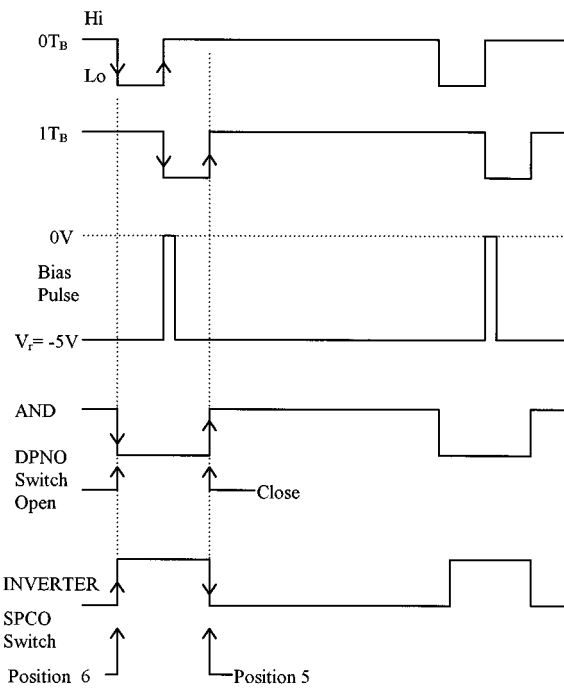 Hi
0T_B
Lo
1T_B
0V
Bias
Pulse
V_r= -5V
AND
DPNO
Switch
Open
Close
INVERTER
SPCO
Switch
Position 6
Position 5